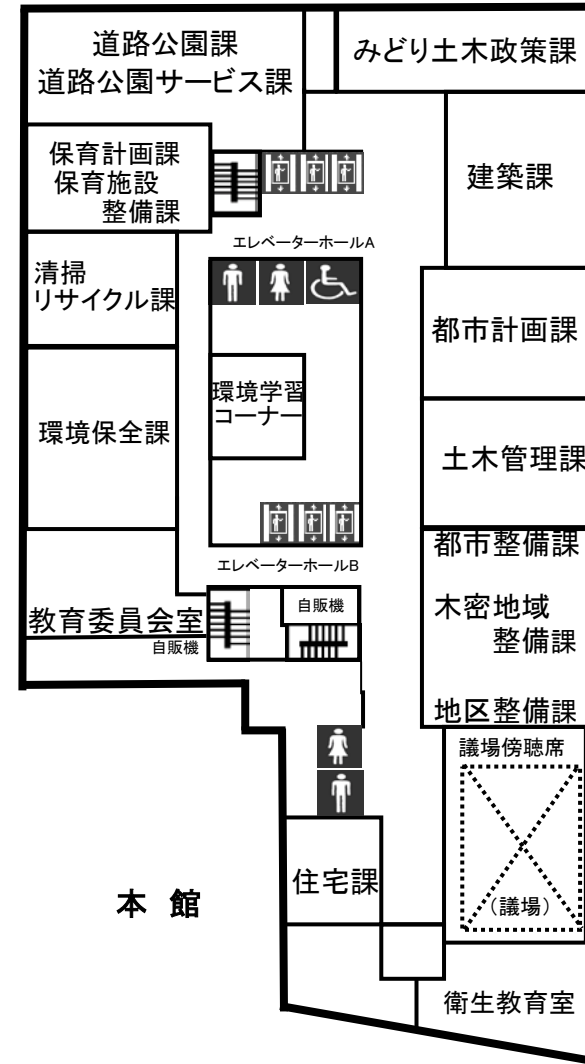 道路公園課
道路公園サービス課
みどり土木政策課
保育計画課
保育施設
整備課
建築課
エレベーターホールA
清掃
リサイクル課
都市計画課
環境学習
コーナー
環境保全課
土木管理課
都市整備課
エレベーターホールB
木密地域
整備課
自販機
教育委員会室
自販機
地区整備課
議場傍聴席
住宅課
本 館
(議場)
衛生教育室